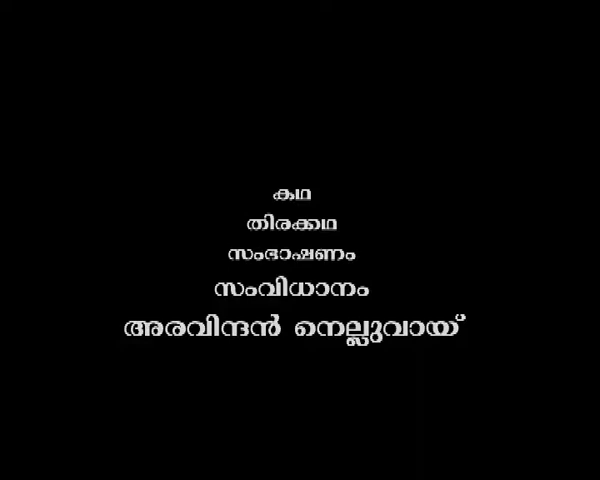 കഥ
തിരക്കഥ
സംഭാഷണം
സംവിധാനം
അരവിന്ദൻ നെല്ലുവായ്